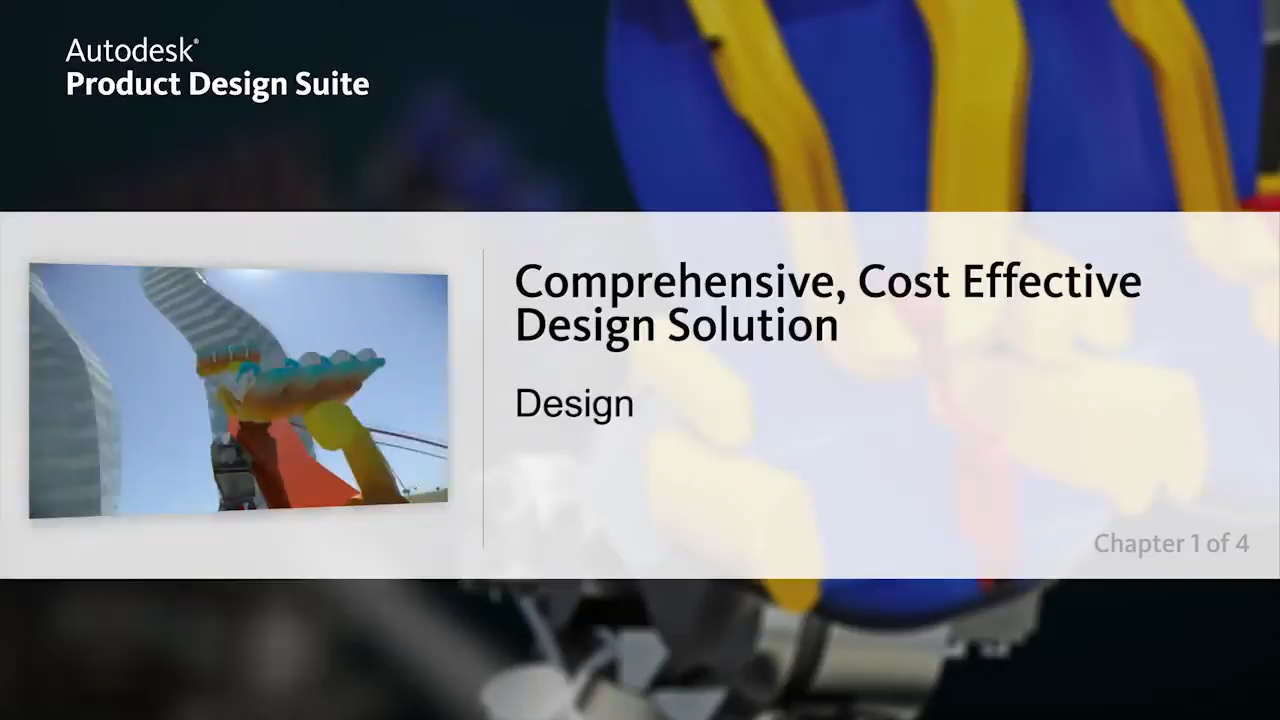 Autodesk®
Product Design Suite
Comprehensive, Cost Effective
Design Solution
Design
Chapter 1 of 4